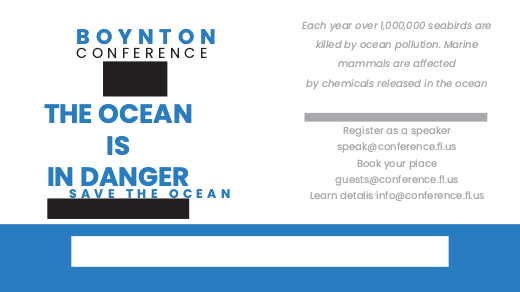 BOYNTON
CONFERENCE
THE OCEAN
IS
IN DANGER
SAVE THE OCEAN
Each year over 1,000,000 seabirds are
killed by ocean pollution. Marine
mammals are affected
by chemicals released in the ocean
Register as a speaker
speak@conference.fl.us
Book your place
guests@conference.fl.us
Learn detalis info@conference.fl.us